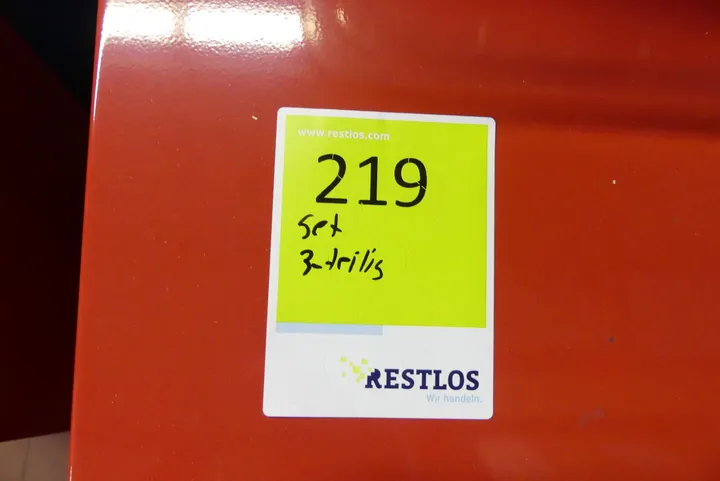 www.restlos.com
219
Set
3-teilig
RESTLOS
Wir handeln.